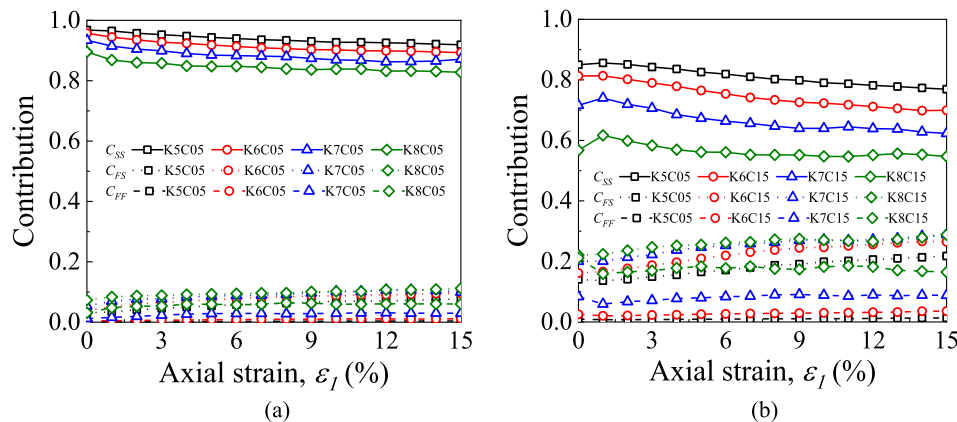 (a)
1.0
0.8
0.6
0.4
0.2
0.0
Contribution
C_SS K5C05 K6C05 K7C05 K8C05
C_FS K5C05 K6C05 K7C05 K8C05
C_FF K5C05 K6C05 K7C05 K8C05
0 3 6 9 12 15
Axial strain, ε_1 (%)
(a)
(b)
1.0
0.8
0.6
0.4
0.2
0.0
Contribution
C_SS K5C05 K6C15 K7C15 K8C15
C_FS K5C05 K6C15 K7C15 K8C15
C_FF K5C05 K6C15 K7C15 K8C15
0 3 6 9 12 15
Axial strain, ε_1 (%)
(b)